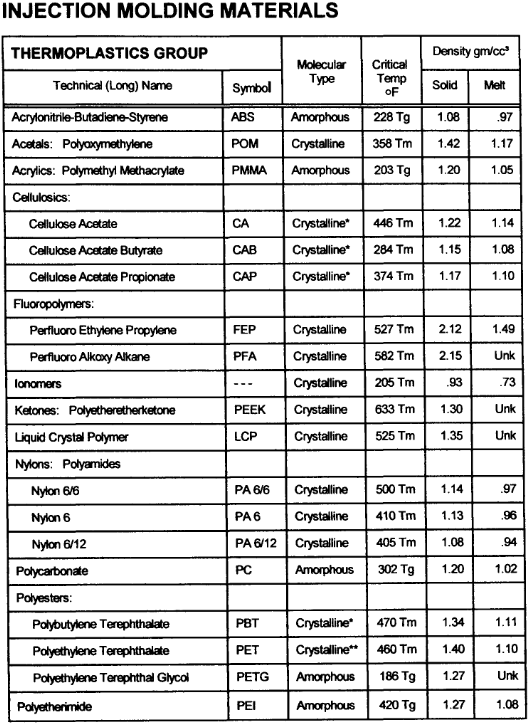 INJECTION MOLDING MATERIALS
THERMOPLASTICS GROUP Molecular Type Critical Temp °F Density gm/cc³
Technical (Long) Name Symbol Solid Melt
Acrylonitrile-Butadiene-Styrene ABS Amorphous 228 Tg 1.08 .97
Acetals: Polyoxymethylene POM Crystalline 358 Tm 1.42 1.17
Acrylics: Polymethyl Methacrylate PMMA Amorphous 203 Tg 1.20 1.05
Cellulosics:
Cellulose Acetate CA Crystalline* 446 Tm 1.22 1.14
Cellulose Acetate Butyrate CAB Crystalline* 284 Tm 1.15 1.08
Cellulose Acetate Propionate CAP Crystalline* 374 Tm 1.17 1.10
Fluoropolymers:
Perfluoro Ethylene Propylene FEP Crystalline 527 Tm 2.12 1.49
Perfluoro Alkoxy Alkane PFA Crystalline 582 Tm 2.15 Unk
Ionomers --- Crystalline 205 Tm .93 .73
Ketones: Polyetheretherketone PEEK Crystalline 633 Tm 1.30 Unk
Liquid Crystal Polymer LCP Crystalline 525 Tm 1.35 Unk
Nylons: Polyamides
Nylon 6/6 PA 6/6 Crystalline 500 Tm 1.14 .97
Nylon 6 PA 6 Crystalline 410 Tm 1.13 .96
Nylon 6/12 PA 6/12 Crystalline 405 Tm 1.08 .94
Polycarbonate PC Amorphous 302 Tg 1.20 1.02
Polyesters:
Polybutylene Terephthalate PBT Crystalline* 470 Tm 1.34 1.11
Polyethylene Terephthalate PET Crystalline** 460 Tm 1.40 1.10
Polyethylene Terephthal Glycol PETG Amorphous 186 Tg 1.27 Unk
Polyetherimide PEI Amorphous 420 Tg 1.27 1.08